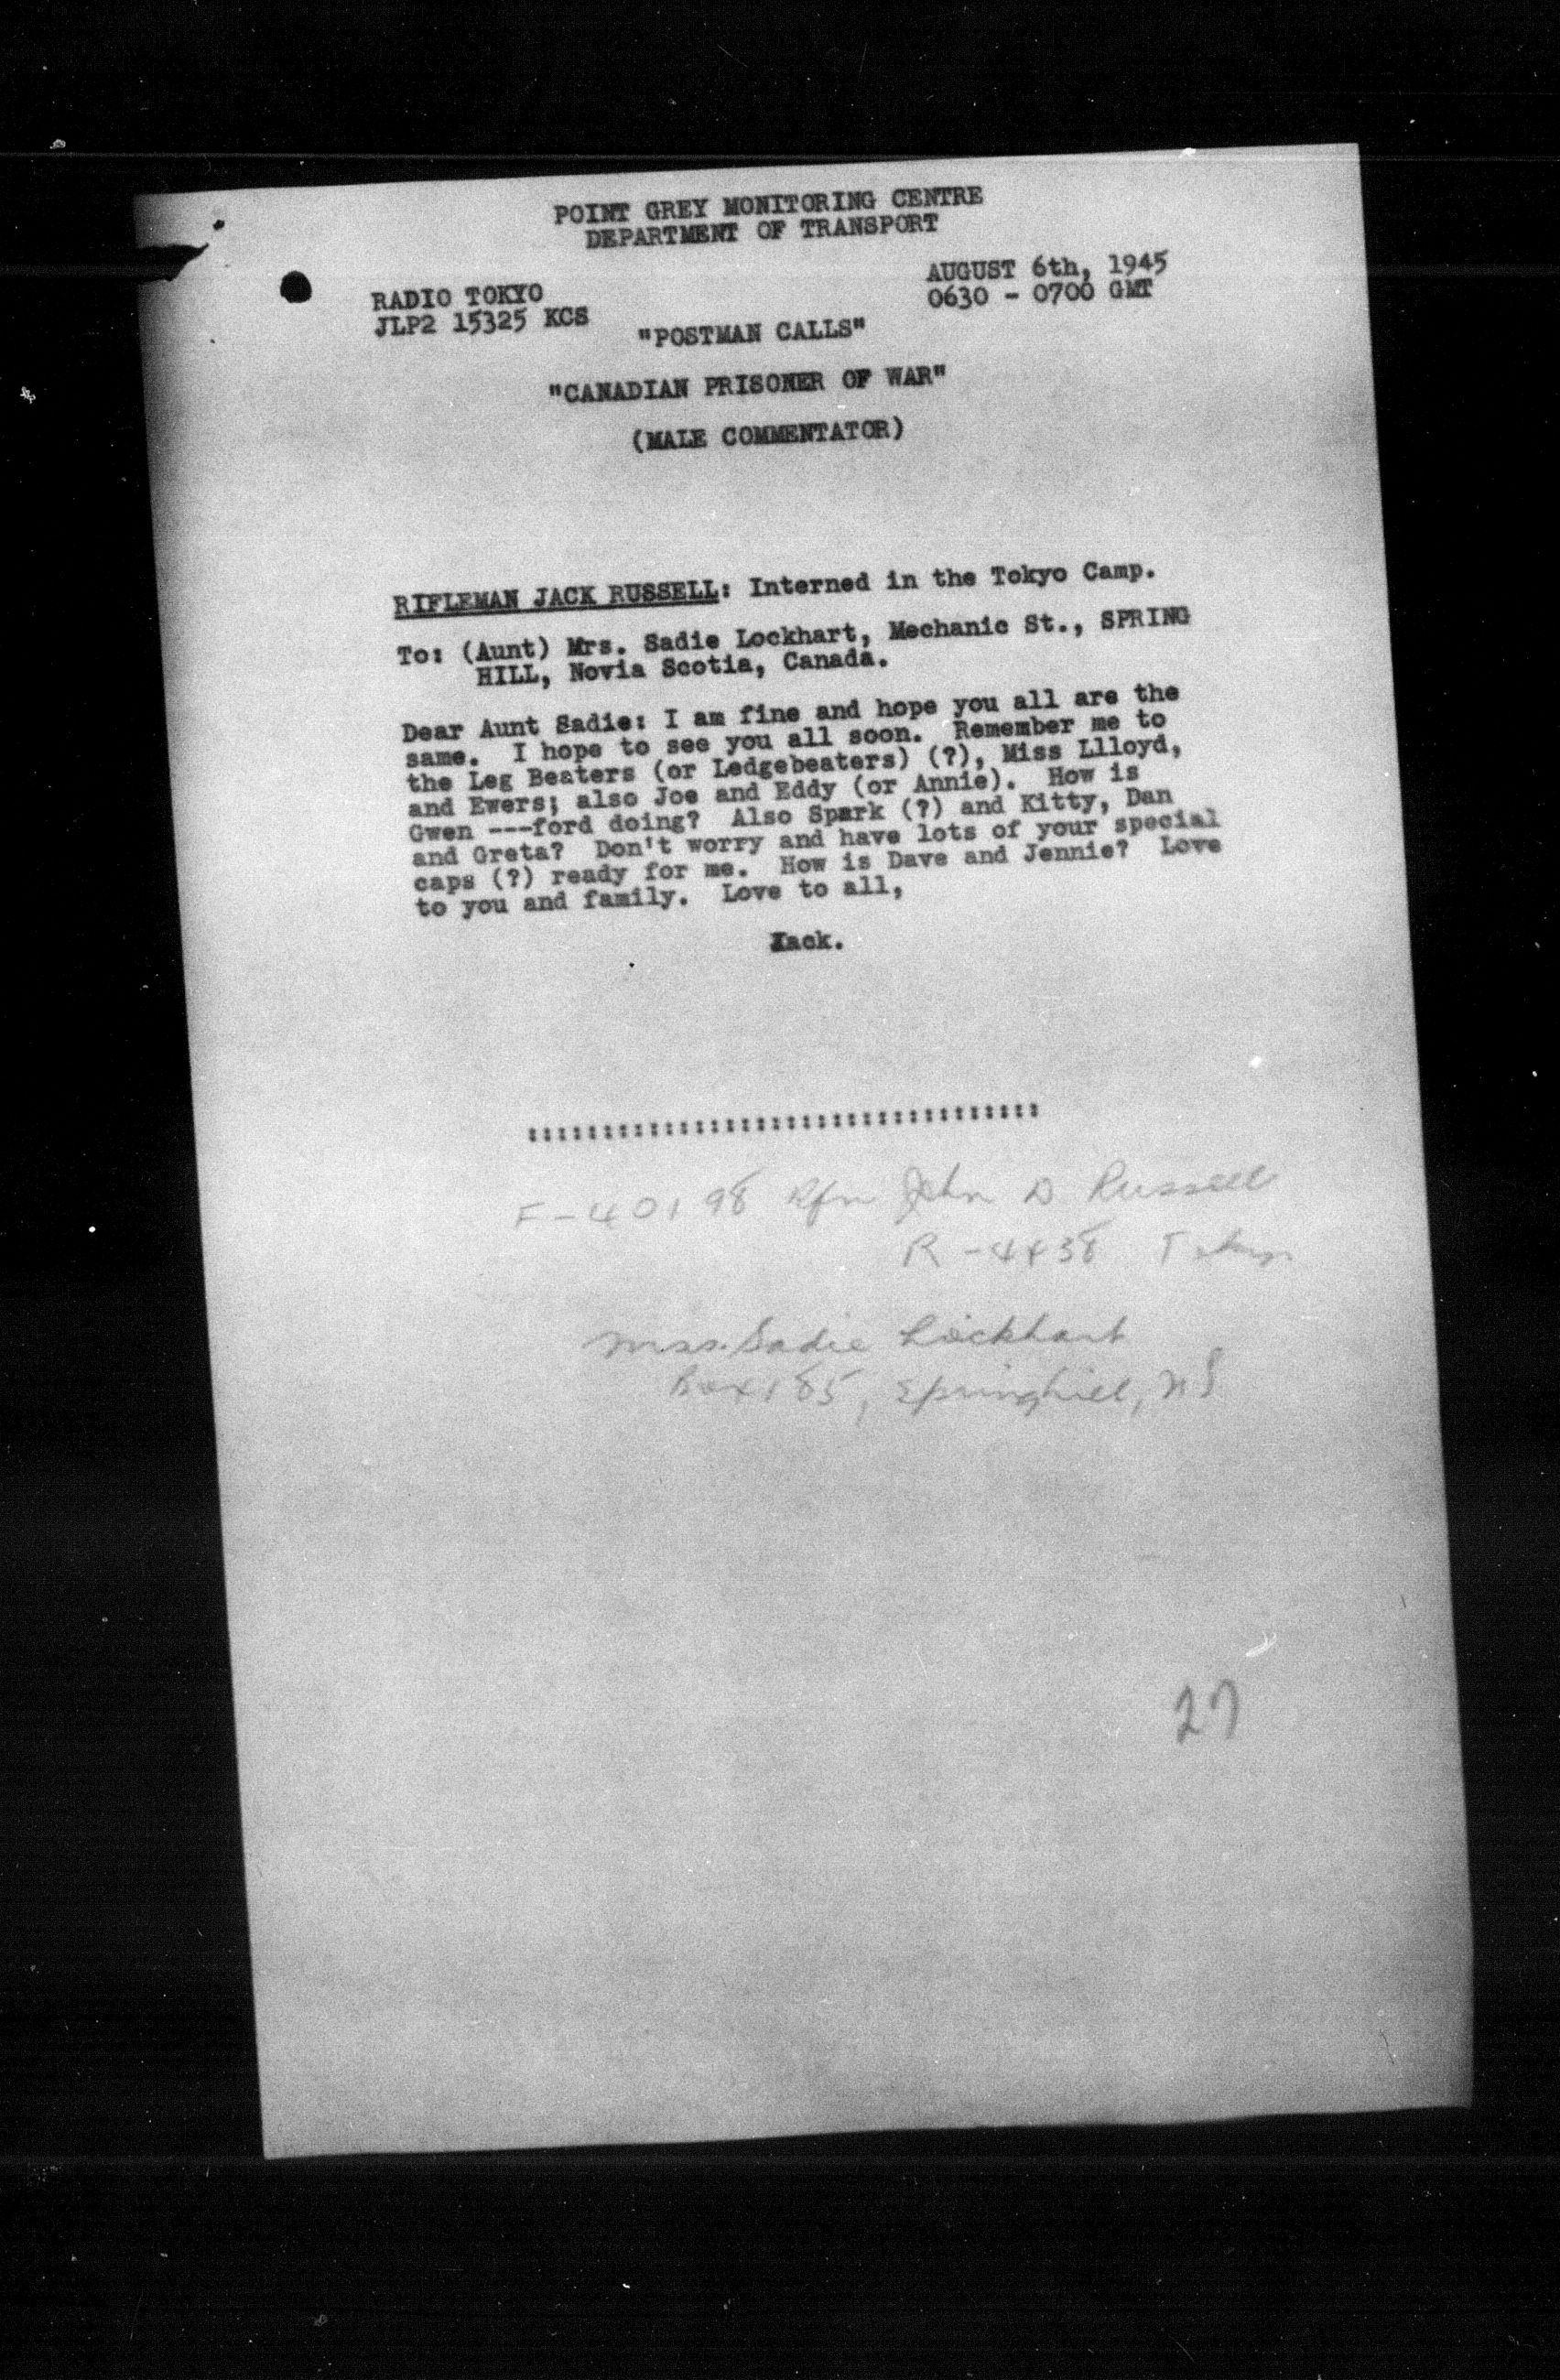 POINT GREY MONITORING CENTRE
DEPARTMENT OF TRANSPORT
AUGUST 6th, 1945
0630 - 0700 GMT
RADIO TOKYO
JLP2 15325 KCS
"POSTMAN CALLS"
"CANADIAN PRISONER OF WAR"
(MALE COMMENTATOR)
RIFLEMAN JACK RUSSELL: Interned in the Tokyo Camp.
To: (Aunt) Mrs. Sadie Lockhart, Mechanic St., SPRING
HILL, Novia Scotia, Canada.
Dear Aunt Sadie: I am fine and hope you all are the
same. I hope to see you all soon. Remember me to
the Leg Beaters (or Ledgebeaters) (?), Miss Llloyd,
and Ewers; also Joe and Eddy (or Annie). How is
Gwen ---ford doing? Also Spark (?) and Kitty, Dan
and Greta? Don't worry and have lots of your special
caps (?) ready for me. How is Dave and Jennie? Love
to you and family. Love to all,
Jack.
::::::::::::::::::::::::::::::::::
F-40198 Rfn John D Russell
R-4438
Mrs. Sadie Lockhart
Box 185, Springhill, NS
27